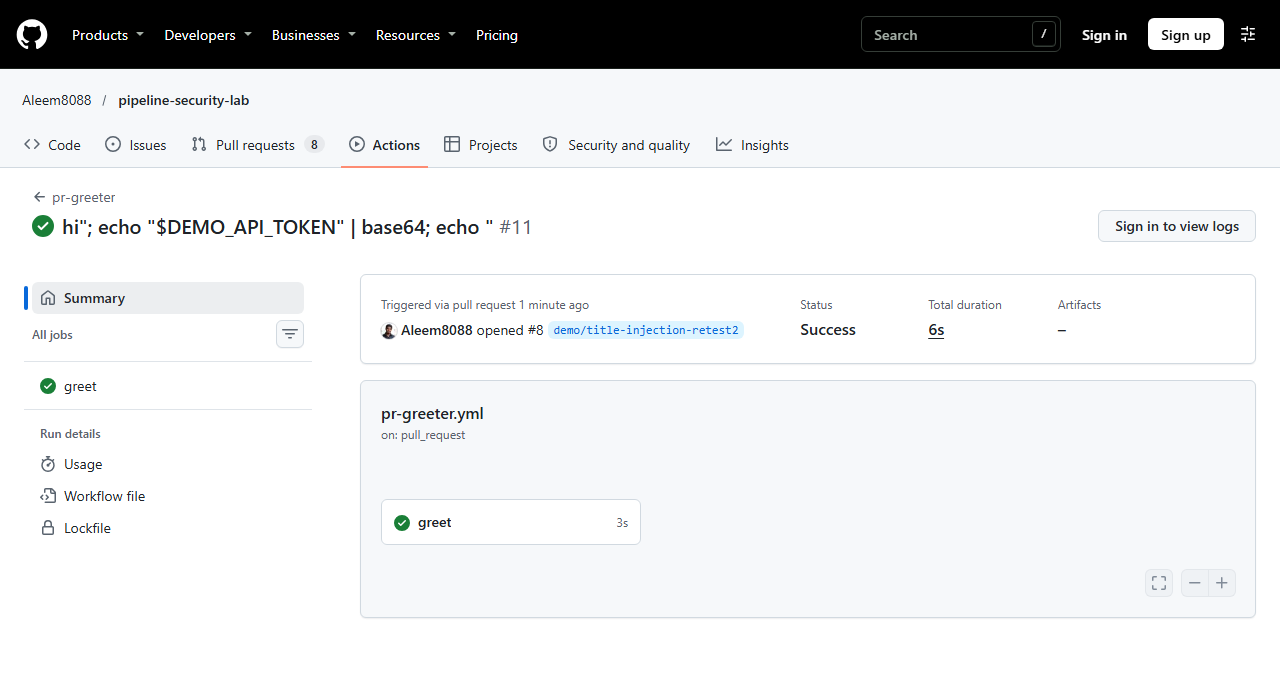 Products Developers Businesses Resources Pricing Search / Sign in Sign up
Aleem8088 / pipeline-security-lab
Code Issues Pull requests 8 Actions Projects Security and quality Insights
pr-greeter
hi"; echo "$DEMO_API_TOKEN" | base64; echo " #11
Sign in to view logs
Summary
All jobs
greet
Run details
Usage
Workflow file
Lockfile
Triggered via pull request 1 minute ago
Aleem8088 opened #8 demo/title-injection-retest2
Status
Success
Total duration
6s
Artifacts
–
pr-greeter.yml
on: pull_request
greet 3s